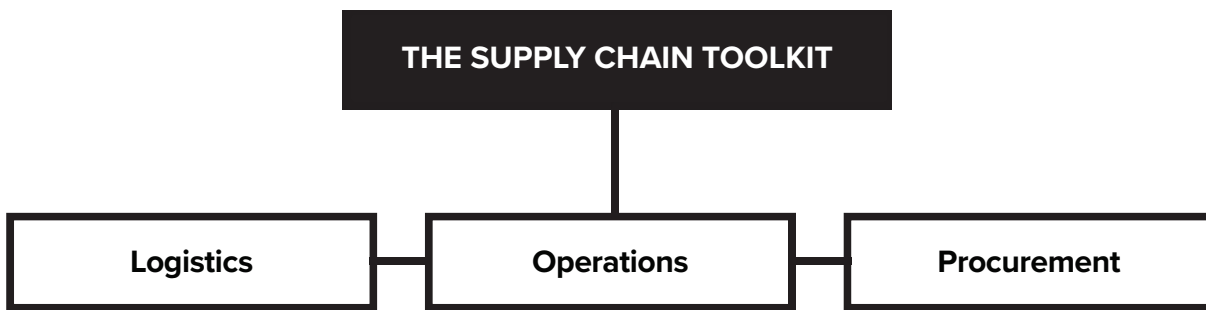 THE SUPPLY CHAIN TOOLKIT
Logistics
Operations
Procurement